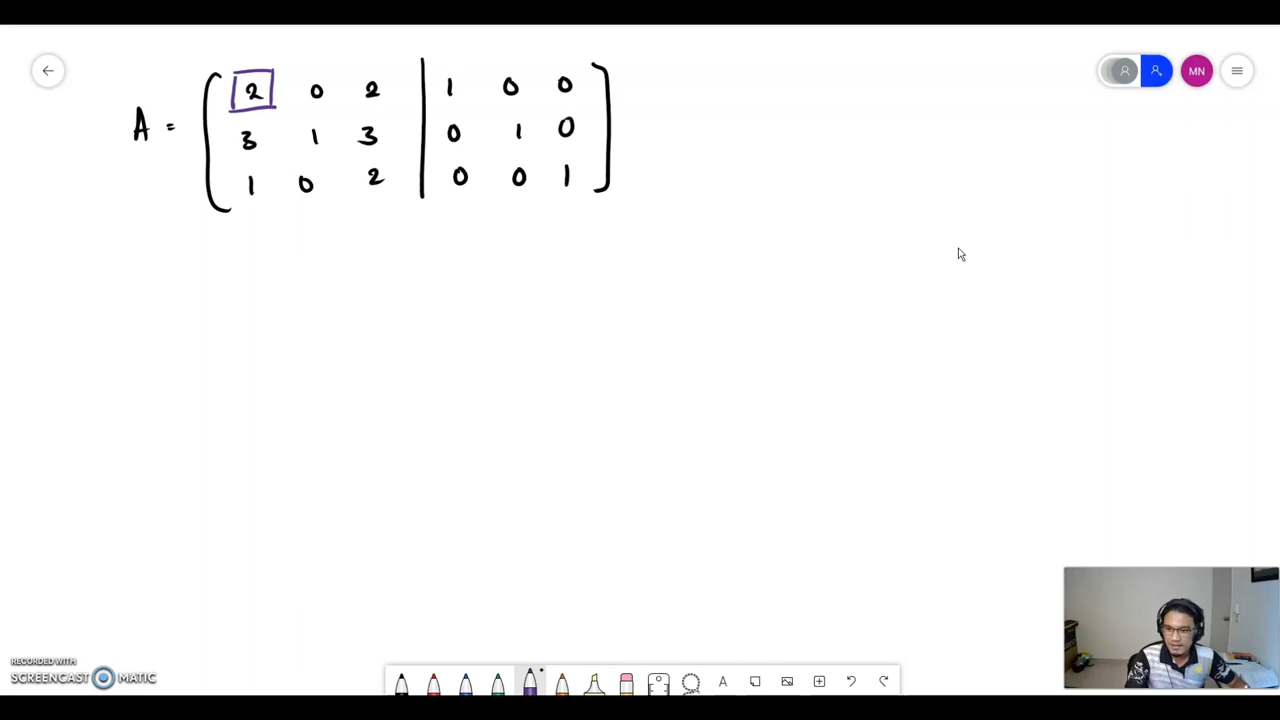 2 0 2 | 1 0 0
A = 3 1 3 | 0 1 0
1 0 2 | 0 0 1
MN
A
RECORDED WITH
SCREENCAST MATIC